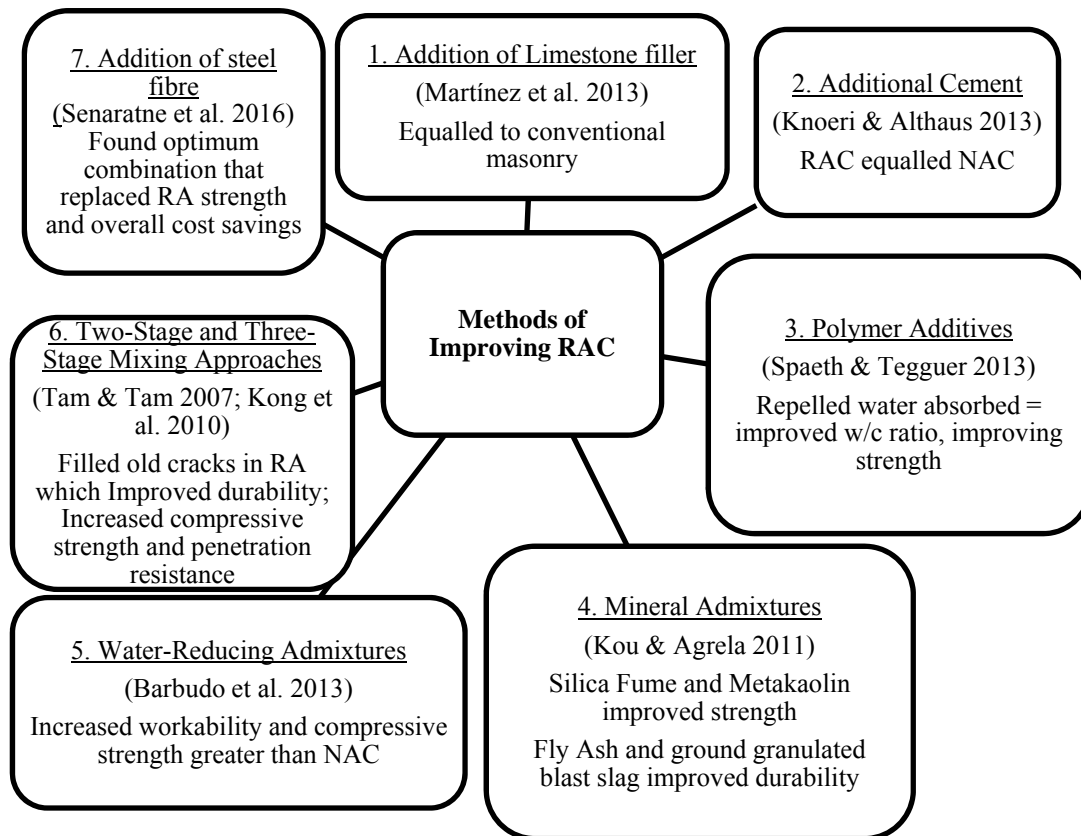 Methods of
Improving RAC
1. Addition of Limestone filler
(Martínez et al. 2013)
Equalled to conventional
masonry
2. Additional Cement
(Knoeri & Althaus 2013)
RAC equalled NAC
3. Polymer Additives
(Spaeth & Tegguer 2013)
Repelled water absorbed =
improved w/c ratio, improving
strength
4. Mineral Admixtures
(Kou & Agrela 2011)
Silica Fume and Metakaolin
improved strength
Fly Ash and ground granulated
blast slag improved durability
5. Water-Reducing Admixtures
(Barbudo et al. 2013)
Increased workability and compressive
strength greater than NAC
6. Two-Stage and Three-
Stage Mixing Approaches
(Tam & Tam 2007; Kong et
al. 2010)
Filled old cracks in RA
which Improved durability;
Increased compressive
strength and penetration
resistance
7. Addition of steel
fibre
(Senaratne et al. 2016)
Found optimum
combination that
replaced RA strength
and overall cost savings